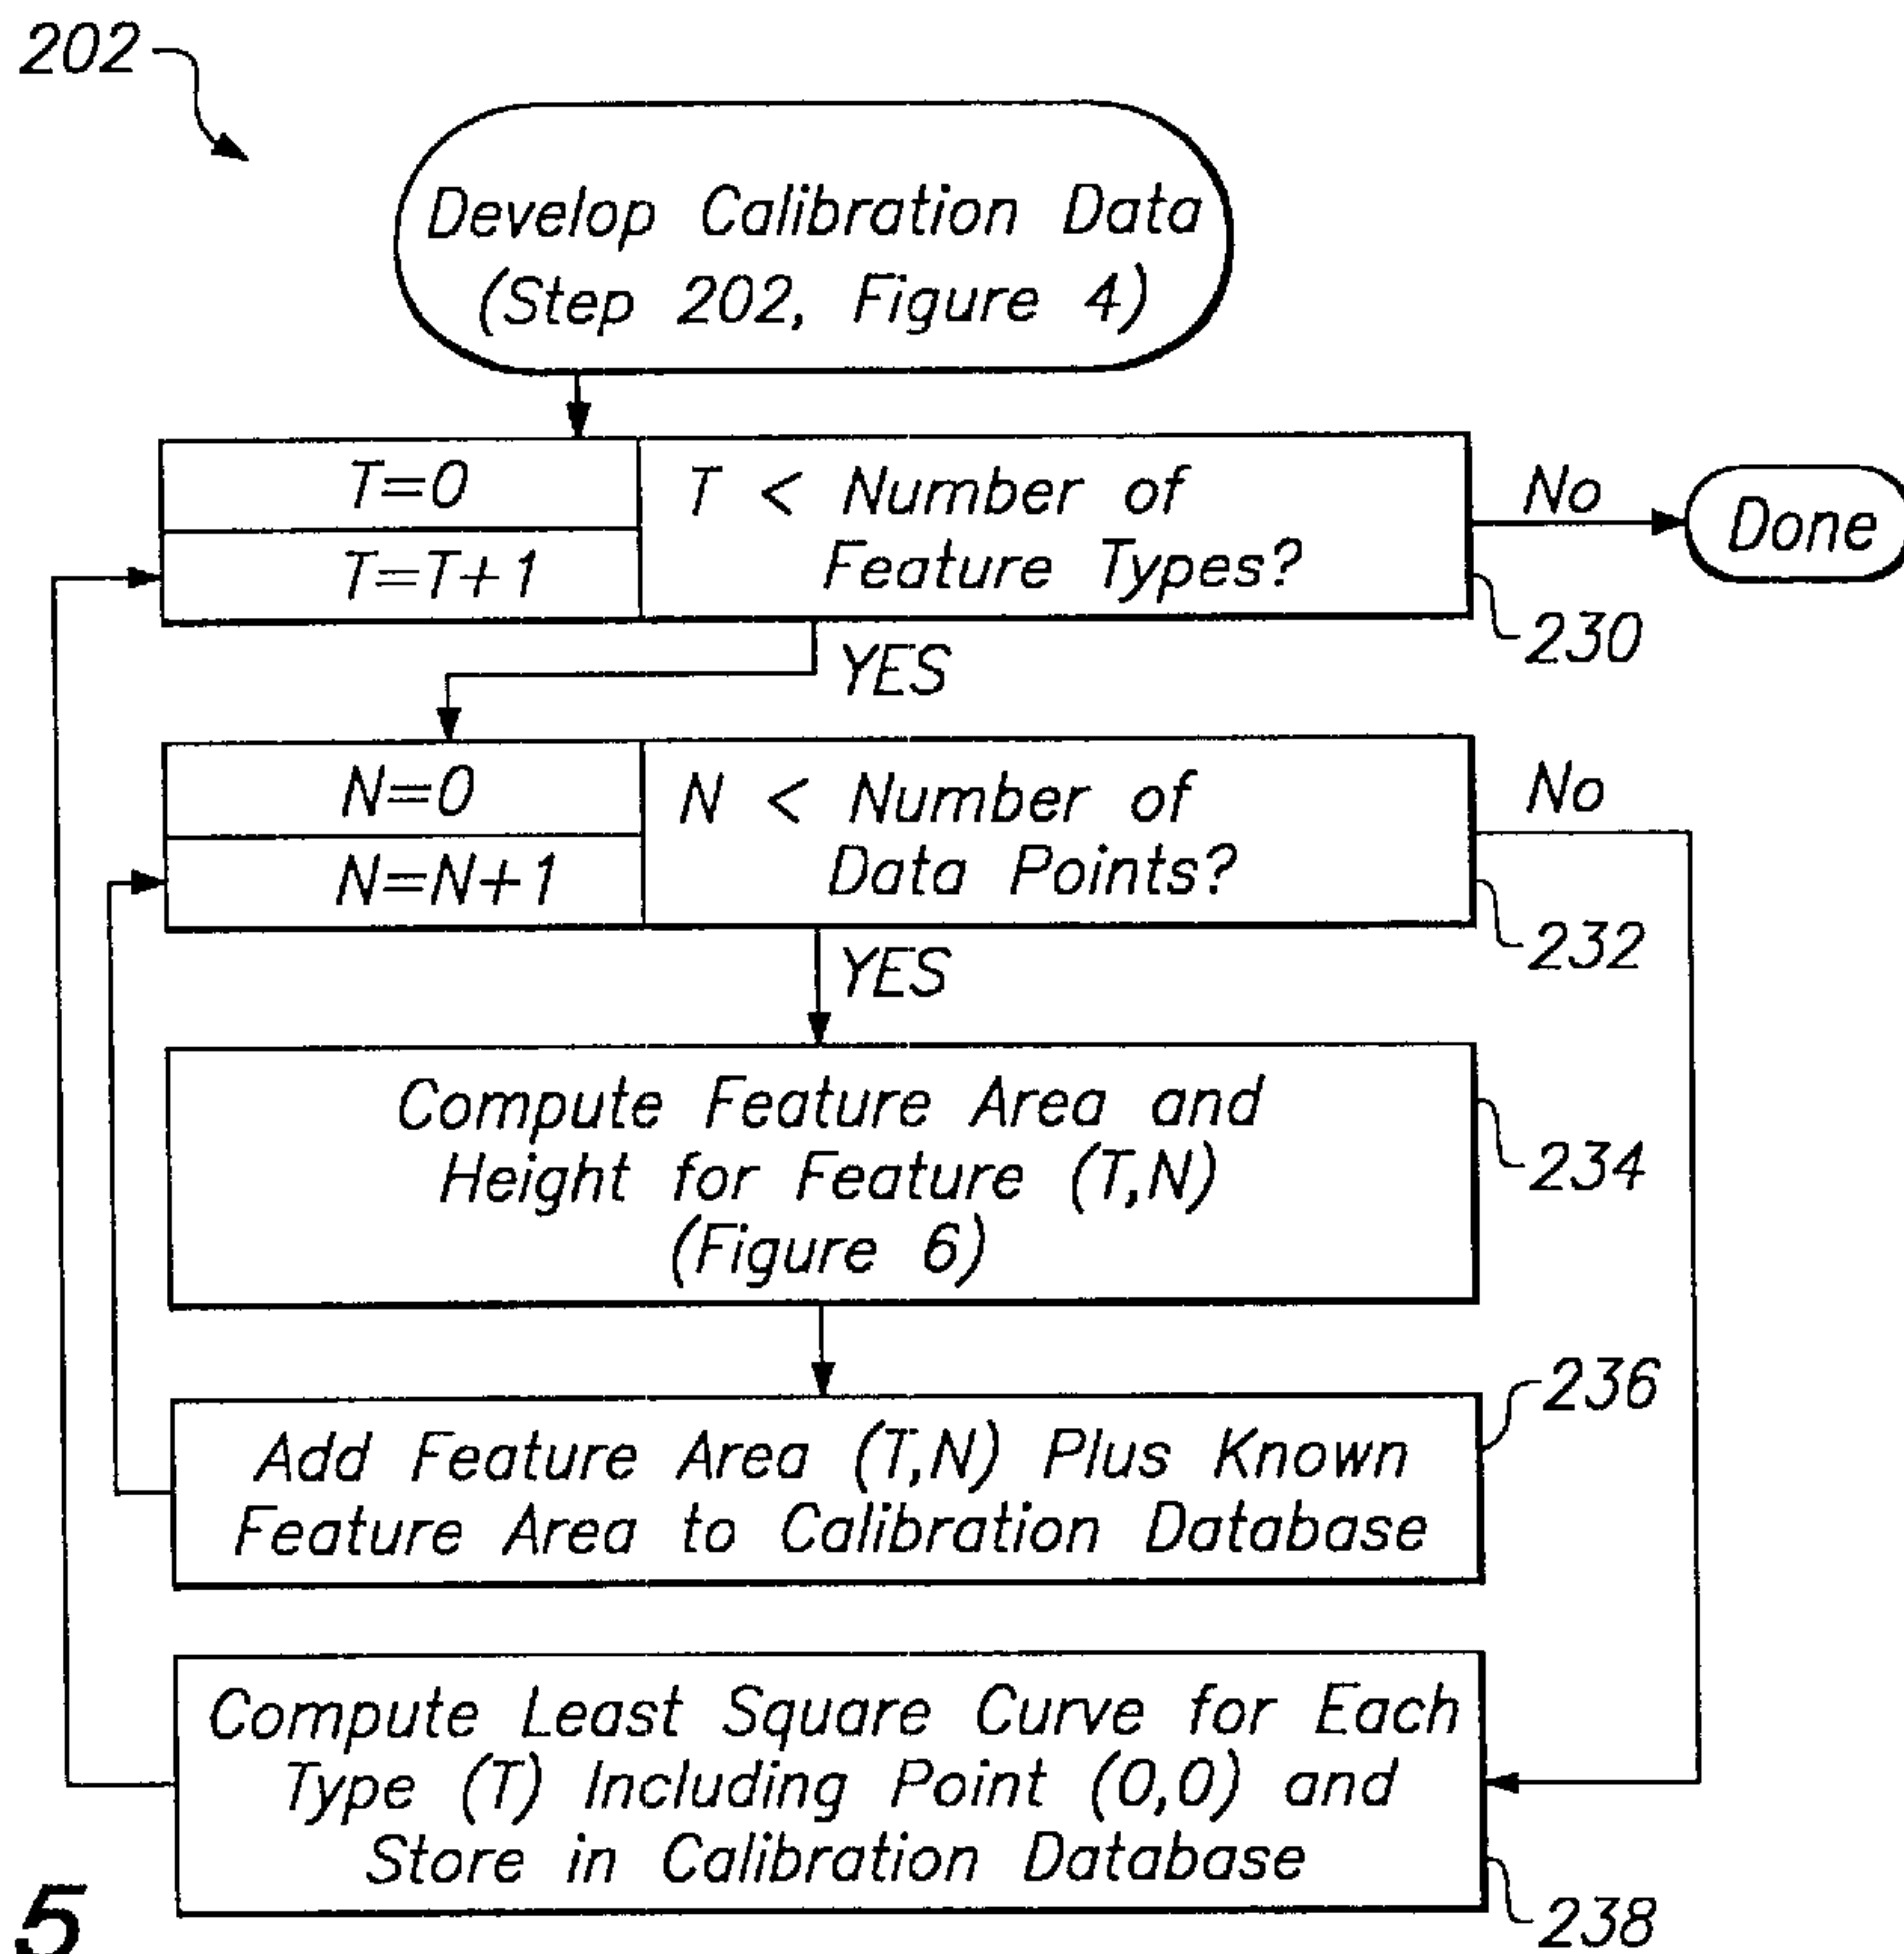 202
Develop Calibration Data
(Step 202, Figure 4)
T=0
T=T+1
T < Number of
Feature Types?
No
Done
230
YES
N=0
N=N+1
N < Number of
Data Points?
No
232
YES
Compute Feature Area and
Height for Feature (T,N)
(Figure 6)
234
236
Add Feature Area (T,N) Plus Known
Feature Area to Calibration Database
Compute Least Square Curve for Each
Type (T) Including Point (0,0) and
Store in Calibration Database
238
5